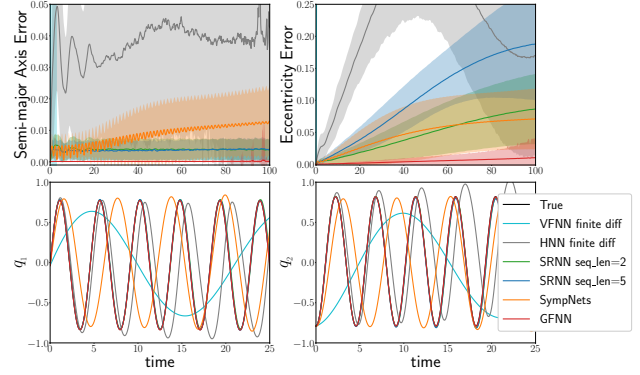 0.05
0.04
0.03
0.02
0.01
0.00
Semi-major Axis Error
0 20 40 60 80 100
0.25
0.20
0.15
0.10
0.05
0.00
Eccentricity Error
0 20 40 60 80 100
1.0
0.5
0.0
−0.5
−1.0
q1
0 5 10 15 20 25
time
1.0
0.5
0.0
−0.5
−1.0
q2
0 5 10 15 20 25
time
True
VFNN finite diff
HNN finite diff
SRNN seq_len=2
SRNN seq_len=5
SympNets
GFNN